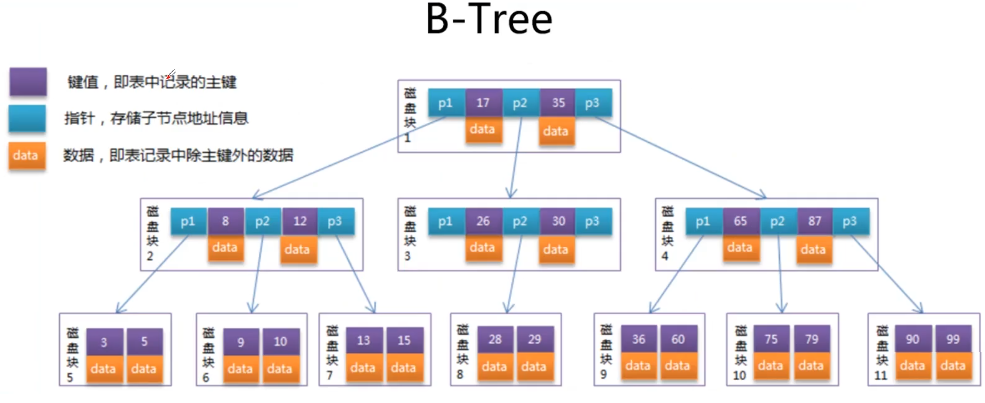 B-Tree
键值，即表中记录的主键
指针，存储子节点地址信息
data 数据，即表记录中除主键外的数据
磁盘块1 p1 17 p2 35 p3
data data
磁盘块2 p1 8 p2 12 p3
data data
磁盘块3 p1 26 p2 30 p3
data data
磁盘块4 p1 65 p2 87 p3
data data
磁盘块5 3 5
data data
磁盘块6 9 10
data data
磁盘块7 13 15
data data
磁盘块8 28 29
data data
磁盘块9 36 60
data data
磁盘块10 75 79
data data
磁盘块11 90 99
data data